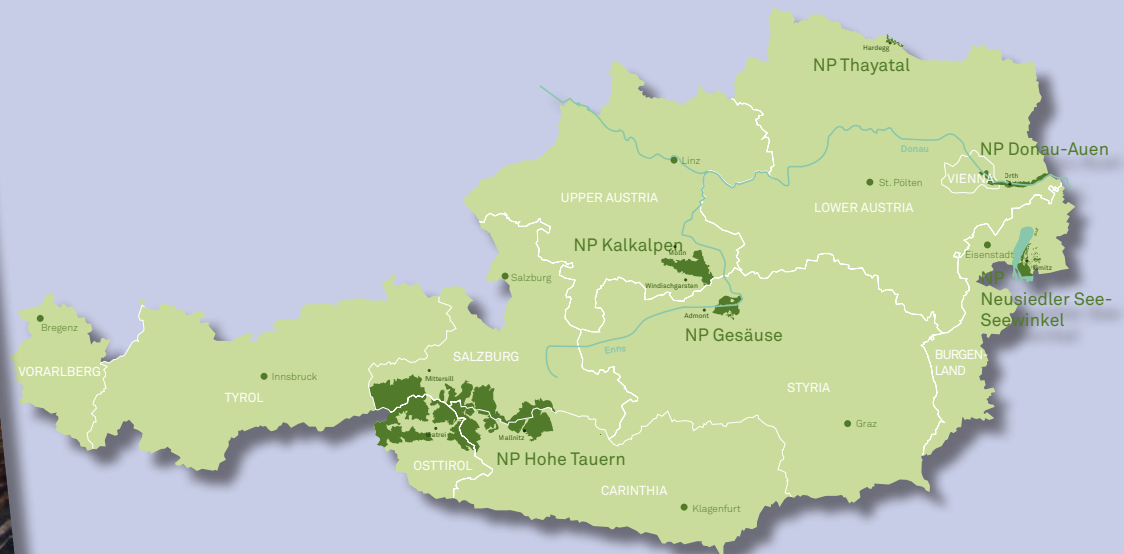 Hardegg
NP Thayatal
Donau
NP Donau-Auen
Linz
Orth
VIENNA
St. Pölten
UPPER AUSTRIA
LOWER AUSTRIA
NP Kalkalpen
Molln
Eisenstadt
Salzburg
Windischgarsten
NP
Neusiedler See-
Seewinkel
Admont
Bregenz
NP Gesäuse
Enns
SALZBURG
BURGEN-
LAND
VORARLBERG
Innsbruck
Mittersill
STYRIA
TYROL
Graz
Matrei
Mallnitz
NP Hohe Tauern
OSTTIROL
CARINTHIA
Klagenfurt